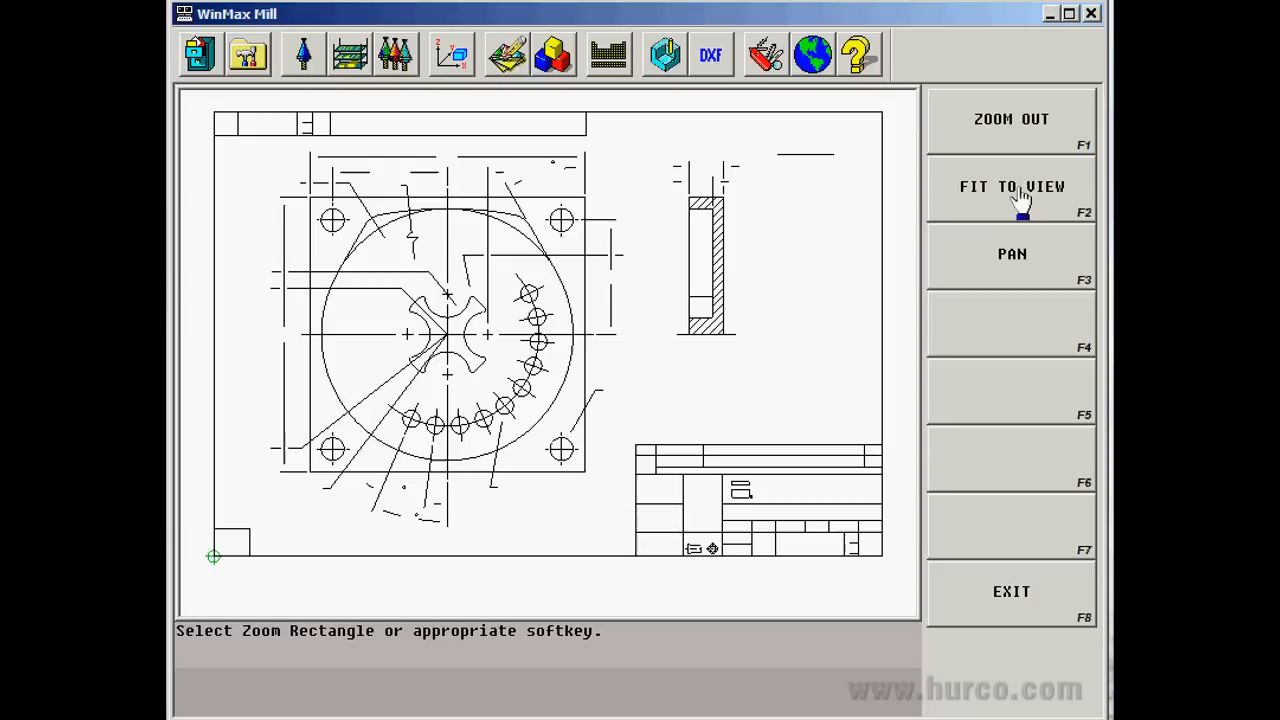 WinMax Mill
DXF
ZOOM OUT
F1
FIT TO VIEW
F2
PAN
F3
F4
F5
F6
F7
EXIT
F8
Select Zoom Rectangle or appropriate softkey.
www.hurco.com